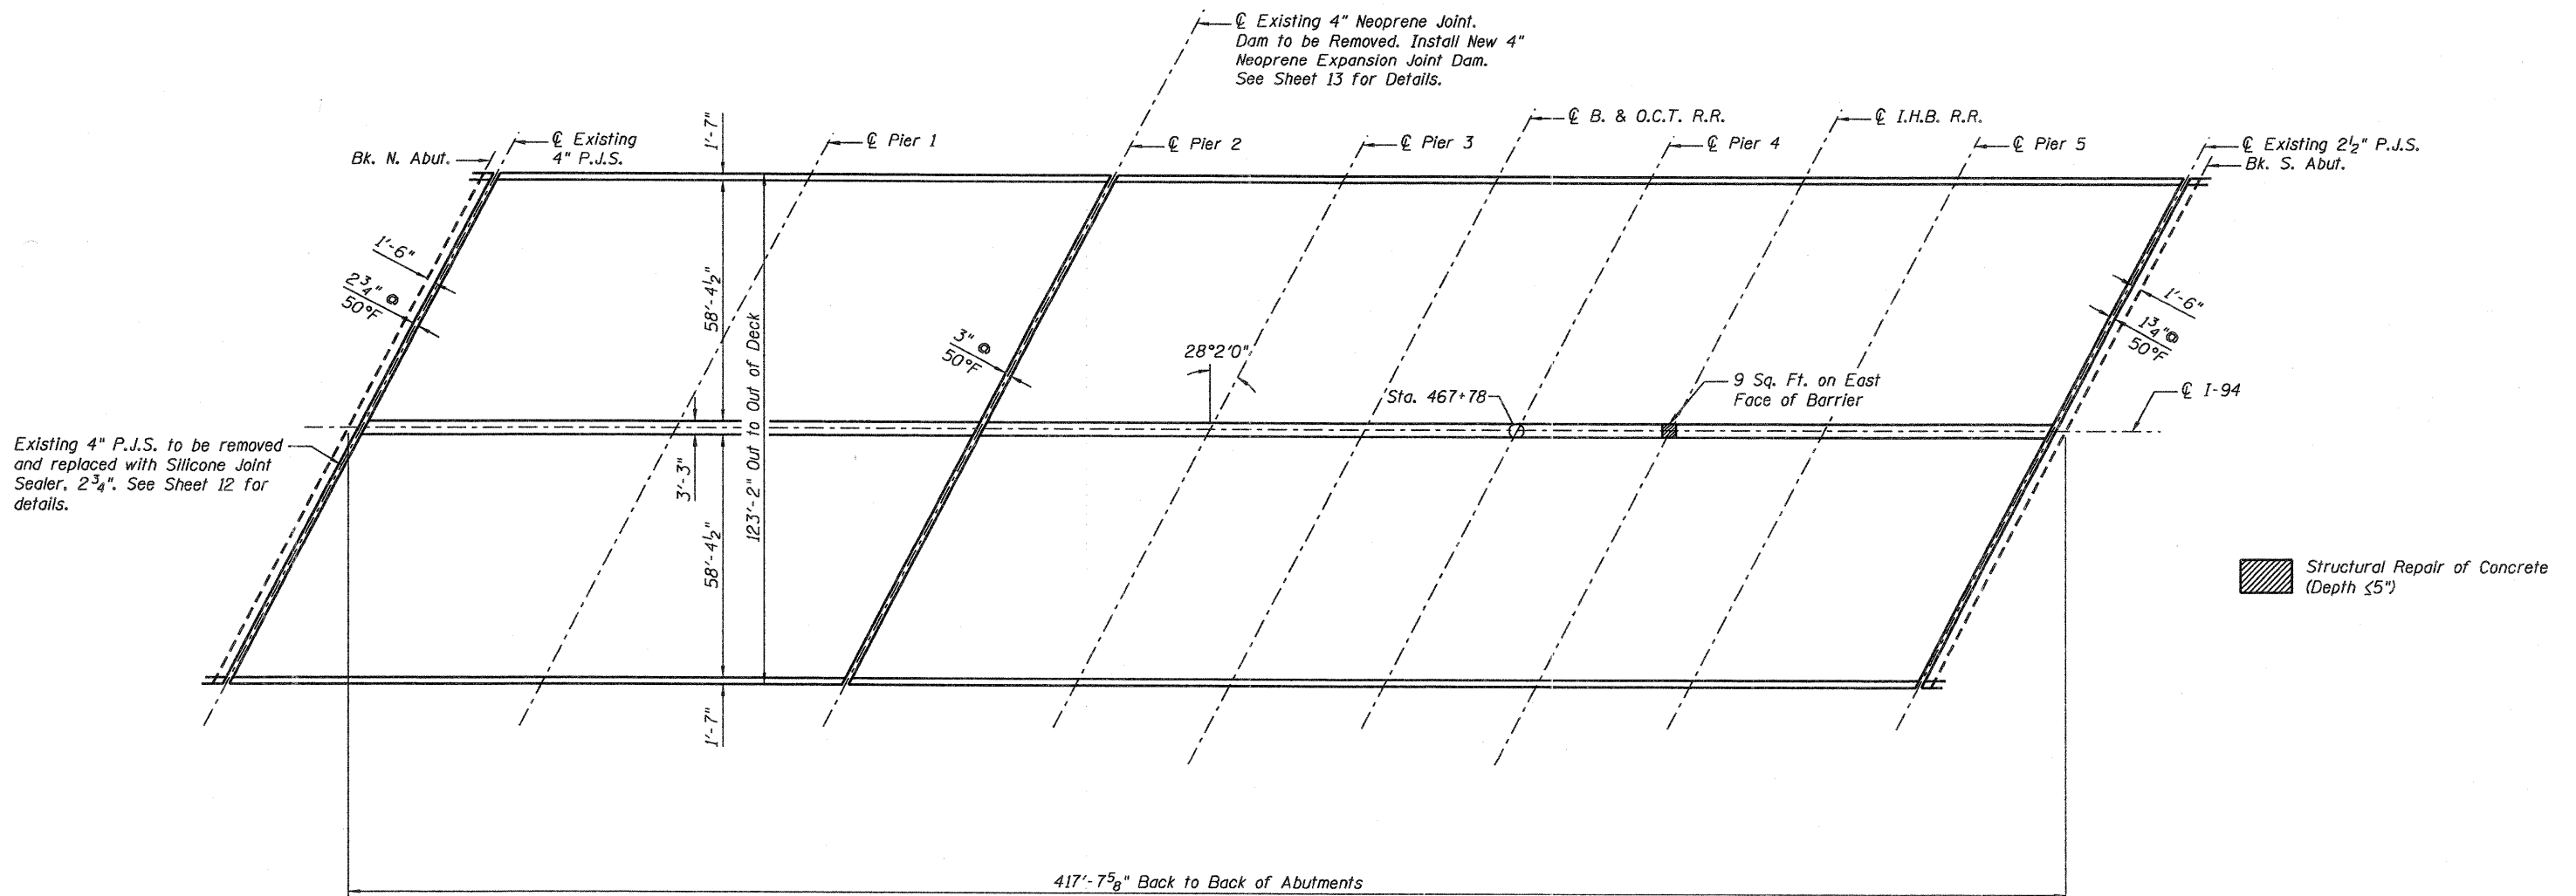 ℄ Existing 4" Neoprene Joint.
Dam to be Removed. Install New 4"
Neoprene Expansion Joint Dam.
See Sheet 13 for Details.
℄ B. & O.C.T. R.R.
℄ I.H.B. R.R.
Bk. N. Abut.
℄ Existing
4" P.J.S.
1'-7"
℄ Pier 1
℄ Pier 2
℄ Pier 3
℄ Pier 4
℄ Pier 5
℄ Existing 2½" P.J.S.
Bk. S. Abut.
1'-6"
2¾" @
50°F
58'-4½"
123'-2" Out to Out of Deck
3" @
50°F
28°2'0"
1'-6"
1¾" @
50°F
Sta. 467+78
9 Sq. Ft. on East
Face of Barrier
℄ I-94
Existing 4" P.J.S. to be removed
and replaced with Silicone Joint
Sealer, 2¾". See Sheet 12 for
details.
3'-3"
58'-4½"
1'-7"
Structural Repair of Concrete
(Depth ≤5")
417'-7⅝" Back to Back of Abutments